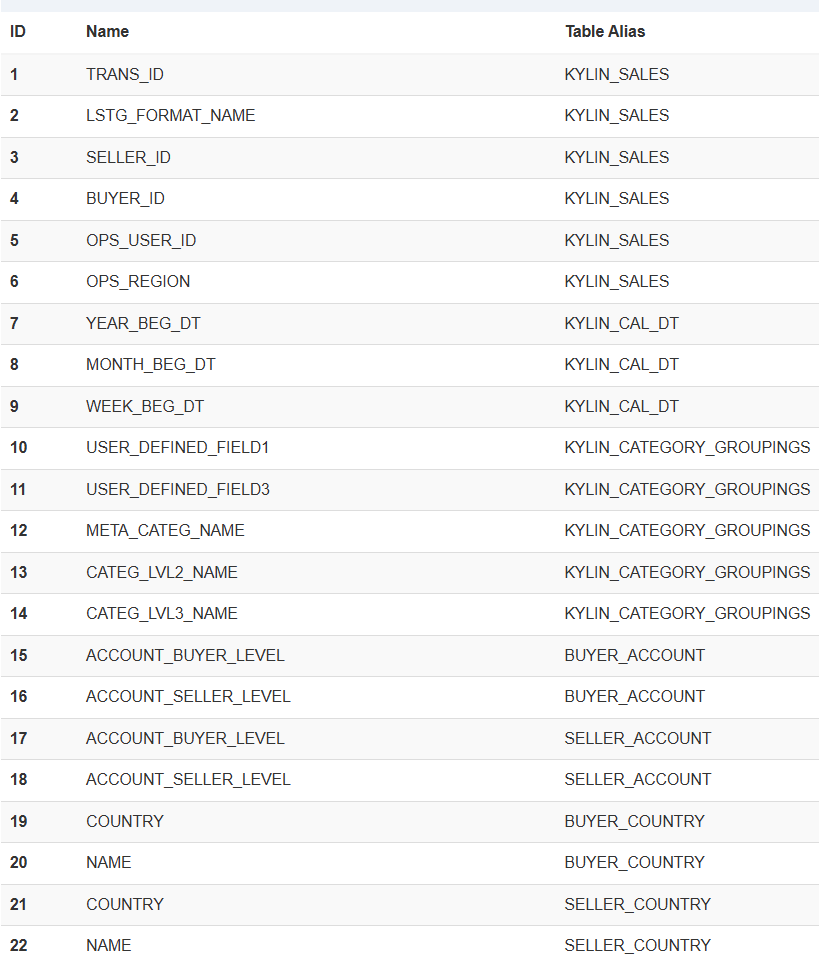 ID Name Table Alias
1 TRANS_ID KYLIN_SALES
2 LSTG_FORMAT_NAME KYLIN_SALES
3 SELLER_ID KYLIN_SALES
4 BUYER_ID KYLIN_SALES
5 OPS_USER_ID KYLIN_SALES
6 OPS_REGION KYLIN_SALES
7 YEAR_BEG_DT KYLIN_CAL_DT
8 MONTH_BEG_DT KYLIN_CAL_DT
9 WEEK_BEG_DT KYLIN_CAL_DT
10 USER_DEFINED_FIELD1 KYLIN_CATEGORY_GROUPINGS
11 USER_DEFINED_FIELD3 KYLIN_CATEGORY_GROUPINGS
12 META_CATEG_NAME KYLIN_CATEGORY_GROUPINGS
13 CATEG_LVL2_NAME KYLIN_CATEGORY_GROUPINGS
14 CATEG_LVL3_NAME KYLIN_CATEGORY_GROUPINGS
15 ACCOUNT_BUYER_LEVEL BUYER_ACCOUNT
16 ACCOUNT_SELLER_LEVEL BUYER_ACCOUNT
17 ACCOUNT_BUYER_LEVEL SELLER_ACCOUNT
18 ACCOUNT_SELLER_LEVEL SELLER_ACCOUNT
19 COUNTRY BUYER_COUNTRY
20 NAME BUYER_COUNTRY
21 COUNTRY SELLER_COUNTRY
22 NAME SELLER_COUNTRY